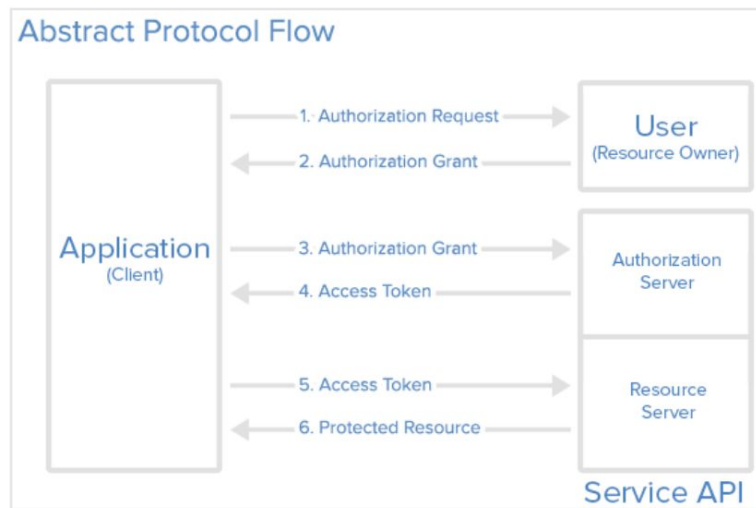 Abstract Protocol Flow
Application
(Client)
1. Authorization Request
2. Authorization Grant
User
(Resource Owner)
3. Authorization Grant
4. Access Token
Authorization
Server
5. Access Token
6. Protected Resource
Resource
Server
Service API